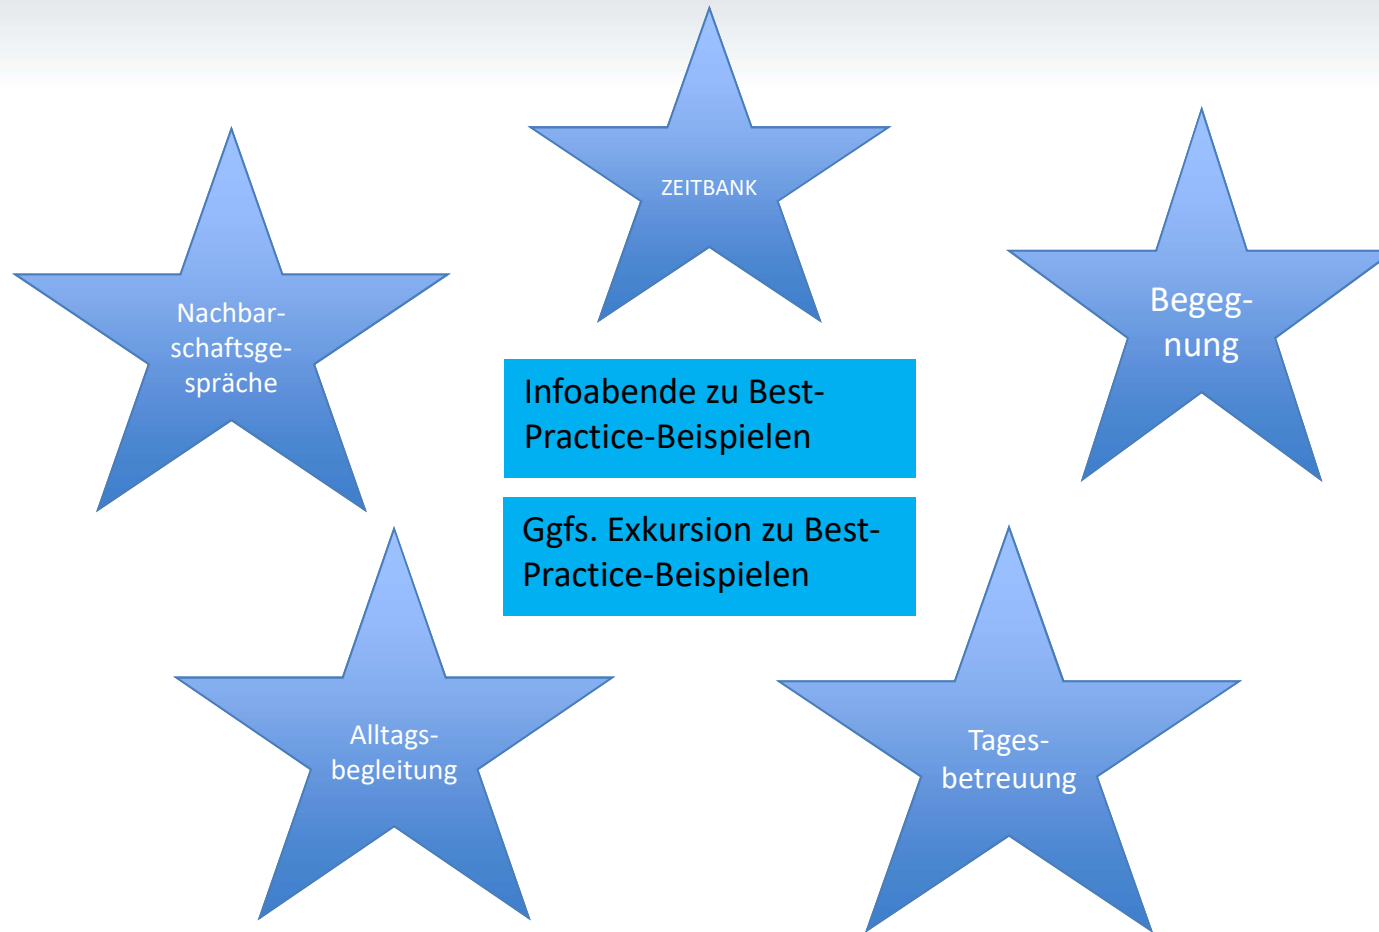 ZEITBANK
Nachbar-
schaftsge-
spräche
Begeg-
nung
Infoabende zu Best-
Practice-Beispielen
Ggfs. Exkursion zu Best-
Practice-Beispielen
Alltags-
begleitung
Tages-
betreuung